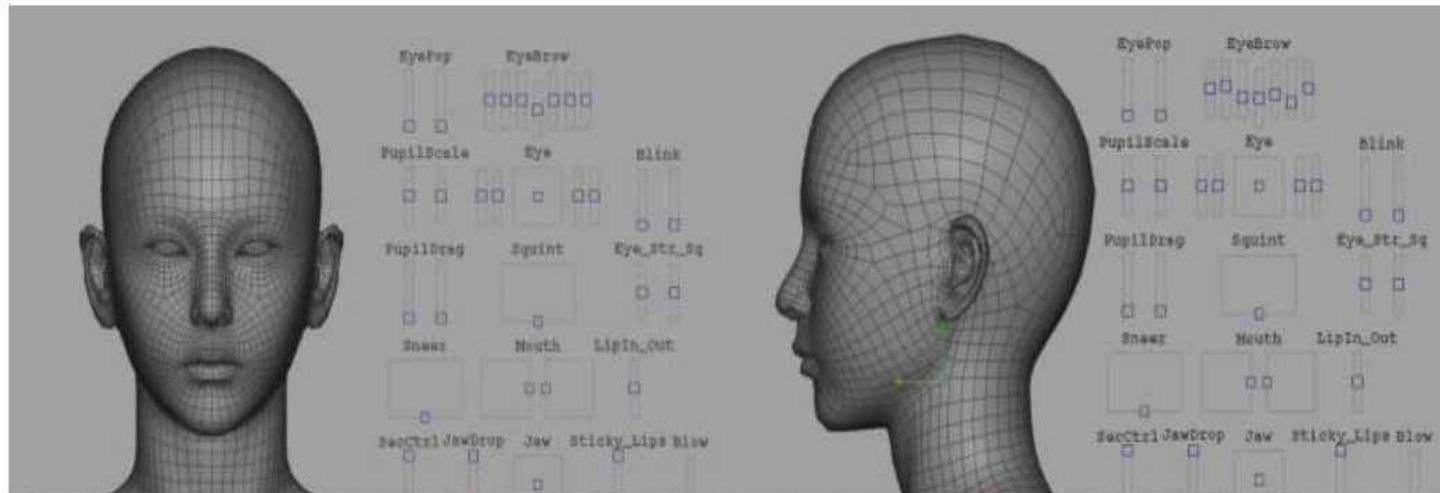 EyePop EyeBrow
PupilScale Eye Blink
PupilDrag Squint Eye_Str_Sq
Sneer Mouth LipIn_Out
SecCtrl JawDrop Jaw Sticky_Lips Blow
EyePop EyeBrow
PupilScale Eye Blink
PupilDrag Squint Eye_Str_Sq
Sneer Mouth LipIn_Out
SecCtrl JawDrop Jaw Sticky_Lips Blow